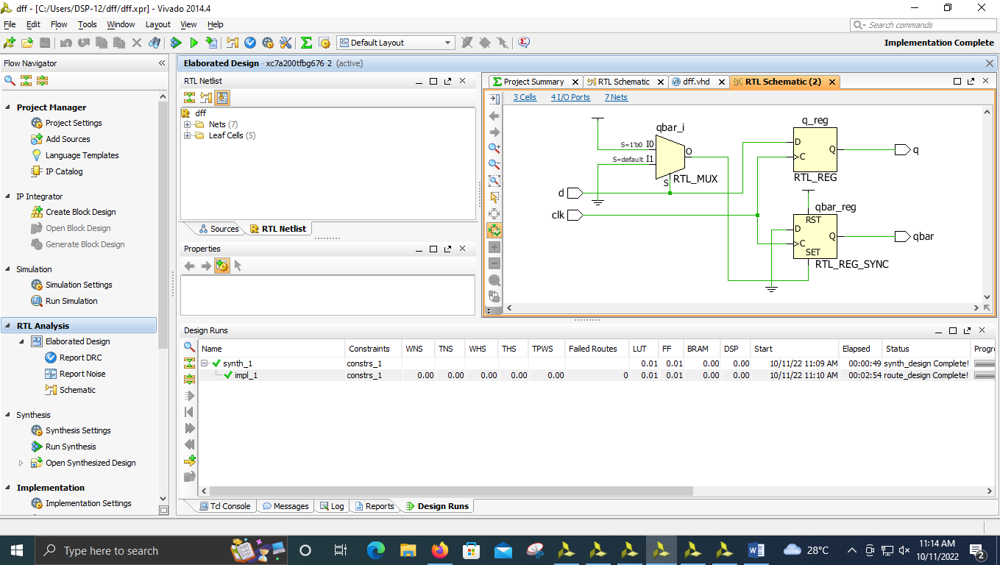 dff - [C:/Users/DSP-12/dff/dff.xpr] - Vivado 2014.4
File Edit Flow Tools Window Layout View Help
Search commands
Default Layout
Implementation Complete
Flow Navigator
Project Manager
Project Settings
Add Sources
Language Templates
IP Catalog
IP Integrator
Create Block Design
Open Block Design
Generate Block Design
Simulation
Simulation Settings
Run Simulation
RTL Analysis
Elaborated Design
Report DRC
Report Noise
Schematic
Synthesis
Synthesis Settings
Run Synthesis
Open Synthesized Design
Implementation
Implementation Settings
Elaborated Design - xc7a200tfbg676-2 (active)
RTL Netlist
dff
Nets (7)
Leaf Cells (5)
Sources RTL Netlist
Properties
Project Summary RTL Schematic dff.vhd RTL Schematic (2)
3 Cells 4 I/O Ports 7 Nets
qbar_i
S=1'b0 I0
S=default I1
O
S
RTL_MUX
d
clk
q_reg
D
C
Q
RTL_REG
q
qbar_reg
RST
D
C
Q
SET
RTL_REG_SYNC
qbar
Design Runs
Name Constraints WNS TNS WHS THS TPWS Failed Routes LUT FF BRAM DSP Start Elapsed Status Progre
synth_1 constrs_1 0.01 0.01 0.00 0.00 10/11/22 11:09 AM 00:00:49 synth_design Complete!
impl_1 constrs_1 0.00 0.00 0.00 0.00 0.00 0 0.01 0.01 0.00 0.00 10/11/22 11:10 AM 00:02:54 route_design Complete!
Tcl Console Messages Log Reports Design Runs
Type here to search
28°C
11:14 AM
10/11/2022
2